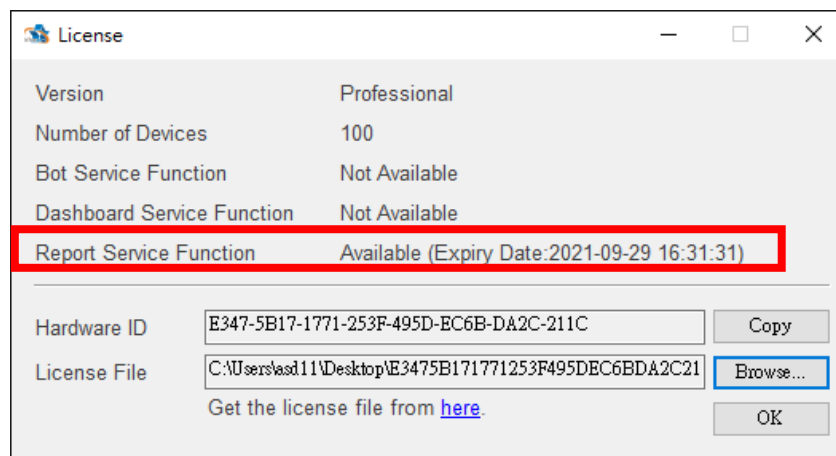 License
Version Professional
Number of Devices 100
Bot Service Function Not Available
Dashboard Service Function Not Available
Report Service Function Available (Expiry Date:2021-09-29 16:31:31)
Hardware ID E347-5B17-1771-253F-495D-EC6B-DA2C-211C Copy
License File C:\Users\asd11\Desktop\E3475B171771253F495DEC6BDA2C21 Browse...
Get the license file from here.
OK